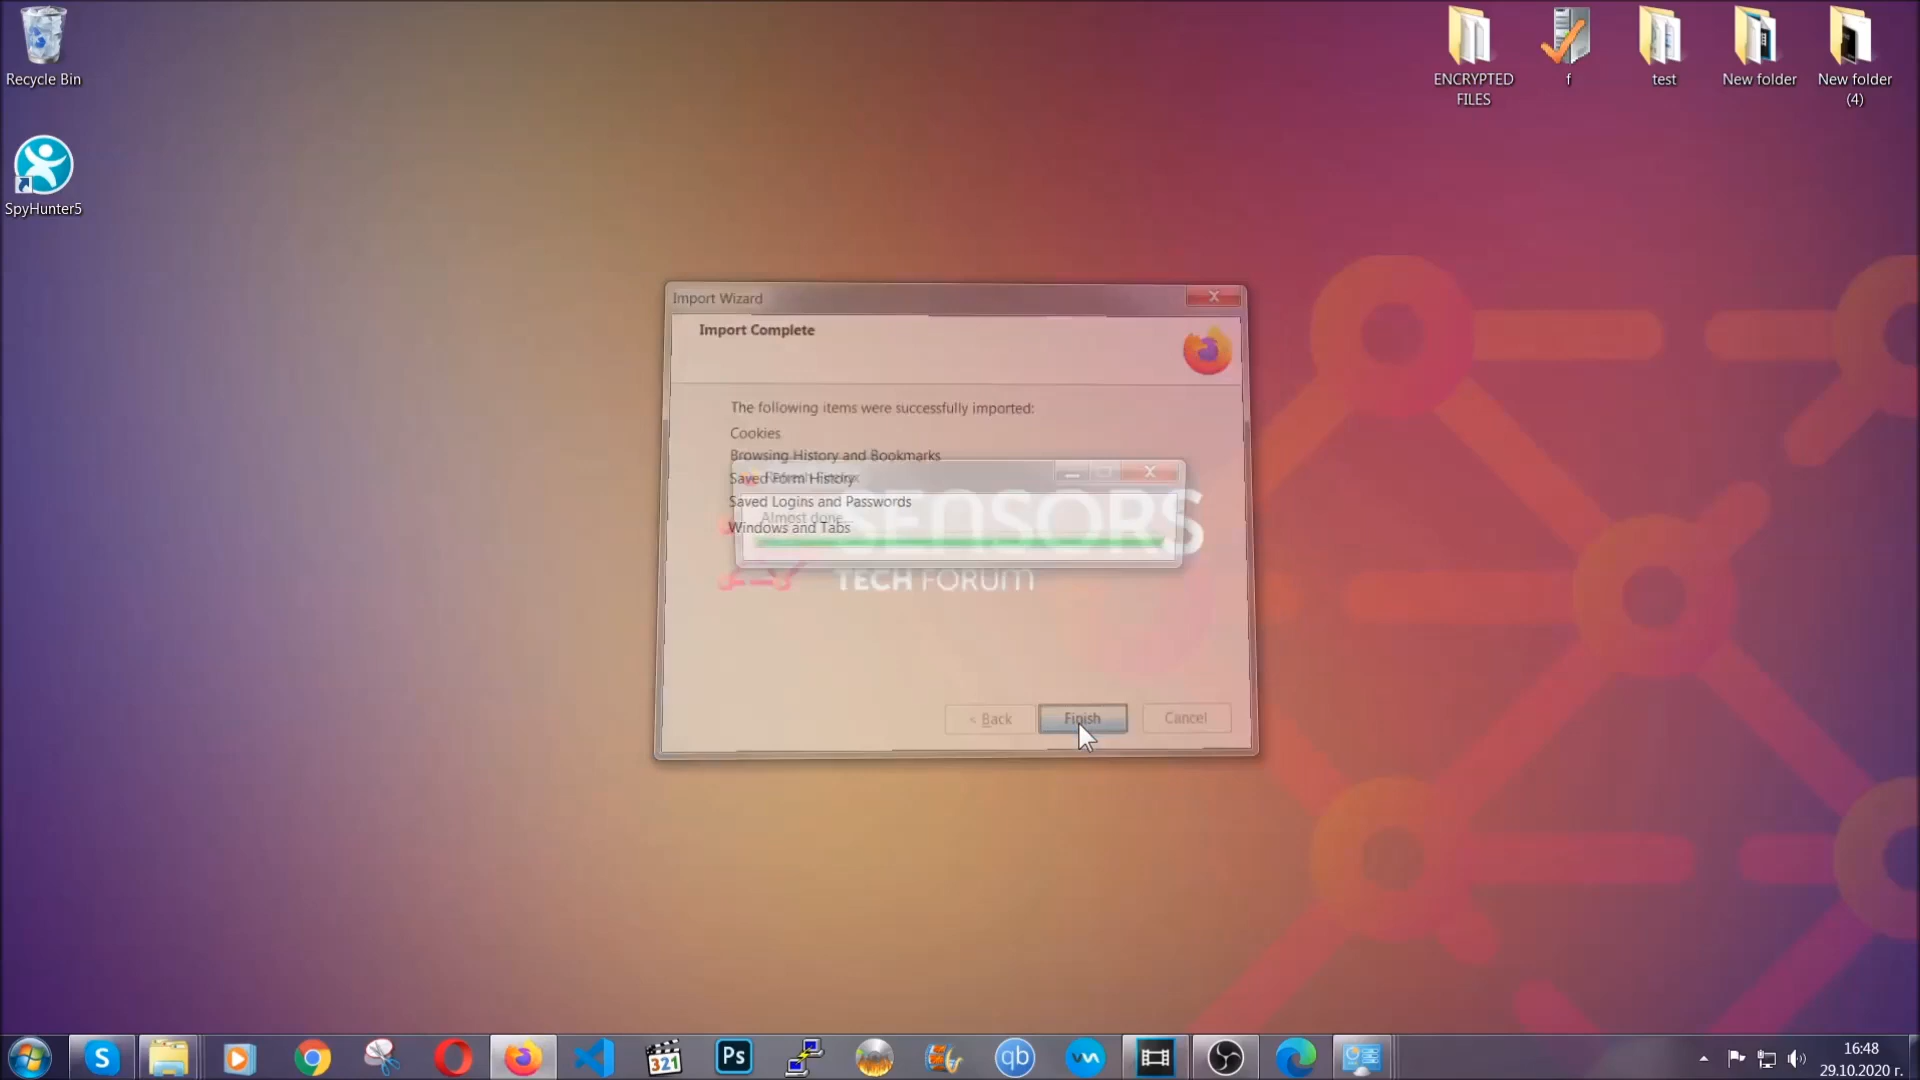 Recycle Bin
SpyHunter5
ENCRYPTED
FILES
f
test
New folder
New folder
(4)
Import Wizard
Import Complete
The following items were successfully imported:
Cookies
Browsing History and Bookmarks
Saved Form History
Saved Logins and Passwords
Almost done...
Windows and Tabs
SENSORS
TECH FORUM
< Back
Finish
Cancel
S
321
Ps
qb
16:48
29.10.2020 г.